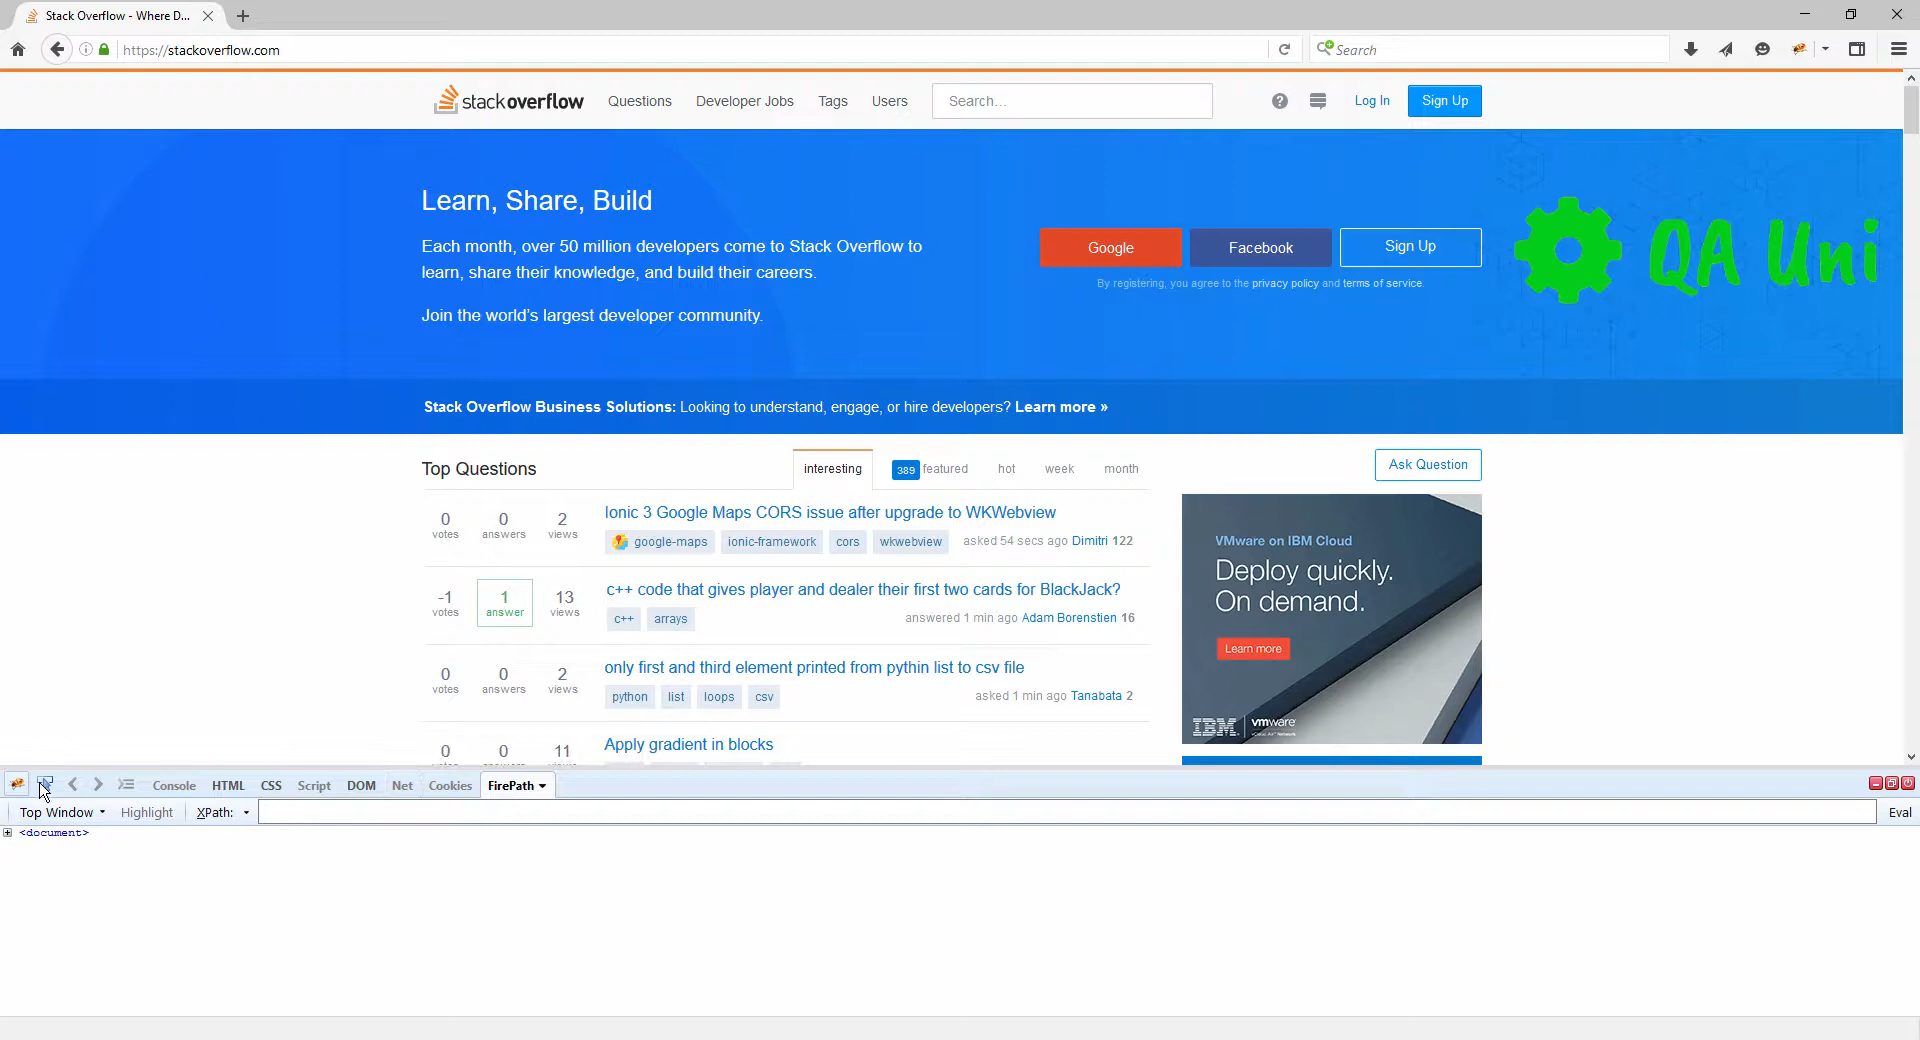 Stack Overflow - Where D...
https://stackoverflow.com
Search
stackoverflow Questions Developer Jobs Tags Users Search... Log In Sign Up
Learn, Share, Build
Each month, over 50 million developers come to Stack Overflow to
learn, share their knowledge, and build their careers.
Join the world's largest developer community.
Google Facebook Sign Up
By registering, you agree to the privacy policy and terms of service.
QA Uni
Stack Overflow Business Solutions: Looking to understand, engage, or hire developers? Learn more »
Top Questions interesting 389 featured hot week month Ask Question
0 votes 0 answers 2 views
Ionic 3 Google Maps CORS issue after upgrade to WKWebview
google-maps ionic-framework cors wkwebview asked 54 secs ago Dimitri 122
-1 votes 1 answer 13 views
c++ code that gives player and dealer their first two cards for BlackJack?
c++ arrays answered 1 min ago Adam Borenstien 16
0 votes 0 answers 2 views
only first and third element printed from pythin list to csv file
python list loops csv asked 1 min ago Tanabata 2
0 votes 0 answers 11 views
Apply gradient in blocks
VMware on IBM Cloud
Deploy quickly.
On demand.
Learn more
IBM. vmware
Console HTML CSS Script DOM Net Cookies FirePath
Top Window Highlight XPath: Eval
<document>